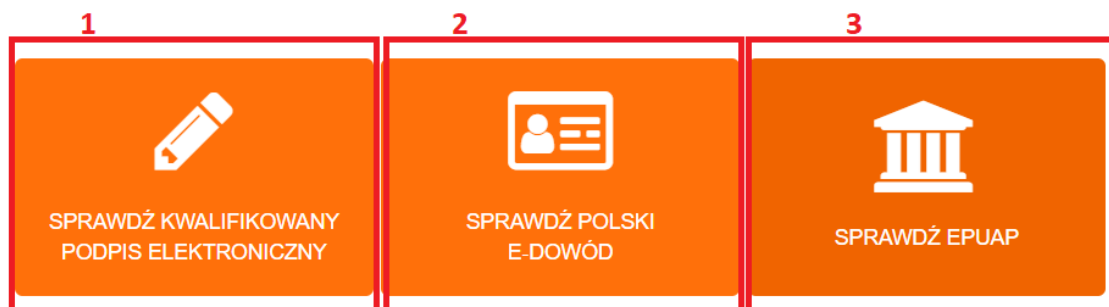 1
2
3
SPRAWDŹ KWALIFIKOWANY
PODPIS ELEKTRONICZNY
SPRAWDŹ POLSKI
E-DOWÓD
SPRAWDŹ EPUAP